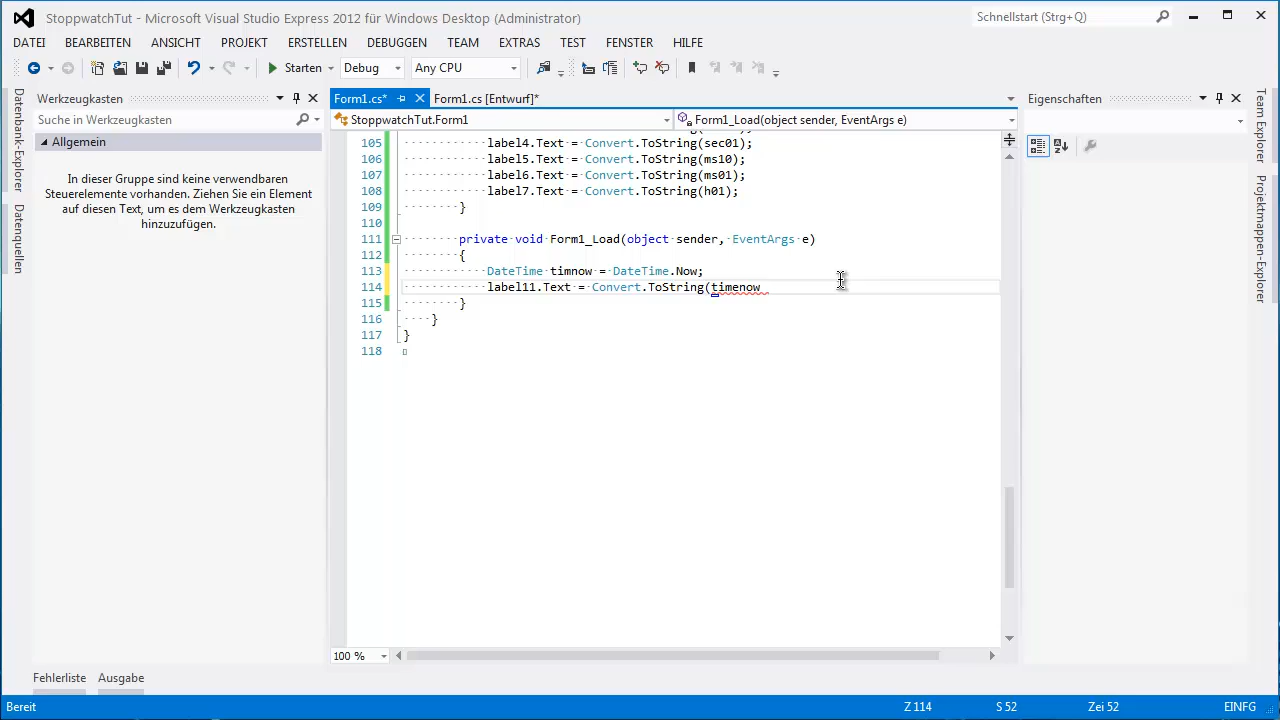 StoppwatchTut - Microsoft Visual Studio Express 2012 für Windows Desktop (Administrator)
Schnellstart (Strg+Q)
DATEI BEARBEITEN ANSICHT PROJEKT ERSTELLEN DEBUGGEN TEAM EXTRAS TEST FENSTER HILFE
Starten Debug Any CPU
Datenbank-Explorer
Datenquellen
Werkzeugkasten
Suche in Werkzeugkasten
Allgemein
In dieser Gruppe sind keine verwendbaren
Steuerelemente vorhanden. Ziehen Sie ein Element
auf diesen Text, um es dem Werkzeugkasten
hinzuzufügen.
Form1.cs* Form1.cs [Entwurf]*
StoppwatchTut.Form1 Form1_Load(object sender, EventArgs e)
105 label4.Text = Convert.ToString(sec01);
106 label5.Text = Convert.ToString(ms10);
107 label6.Text = Convert.ToString(ms01);
108 label7.Text = Convert.ToString(h01);
109 }
110
111 private void Form1_Load(object sender, EventArgs e)
112 {
113 DateTime timnow = DateTime.Now;
114 label11.Text = Convert.ToString(timenow
115 }
116 }
117 }
118
100 %
Eigenschaften
Team Explorer
Projektmappen-Explorer
Fehlerliste Ausgabe
Bereit Z 114 S 52 Zei 52 EINFG